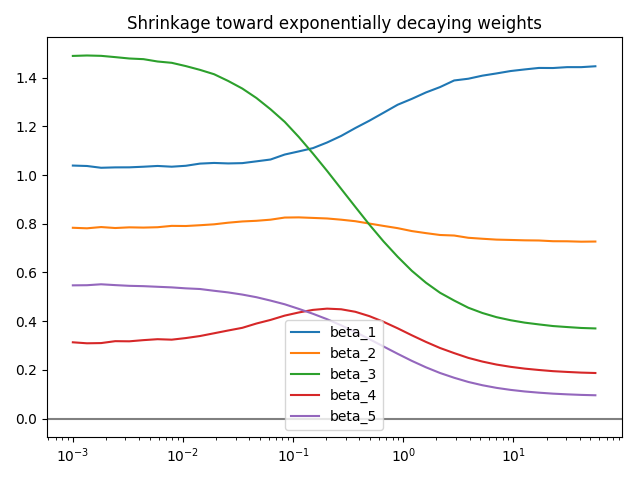 Shrinkage toward exponentially decaying weights
1.4
1.2
1.0
0.8
0.6
0.4
0.2
0.0
beta_1
beta_2
beta_3
beta_4
beta_5
10⁻³ 10⁻² 10⁻¹ 10⁰ 10¹